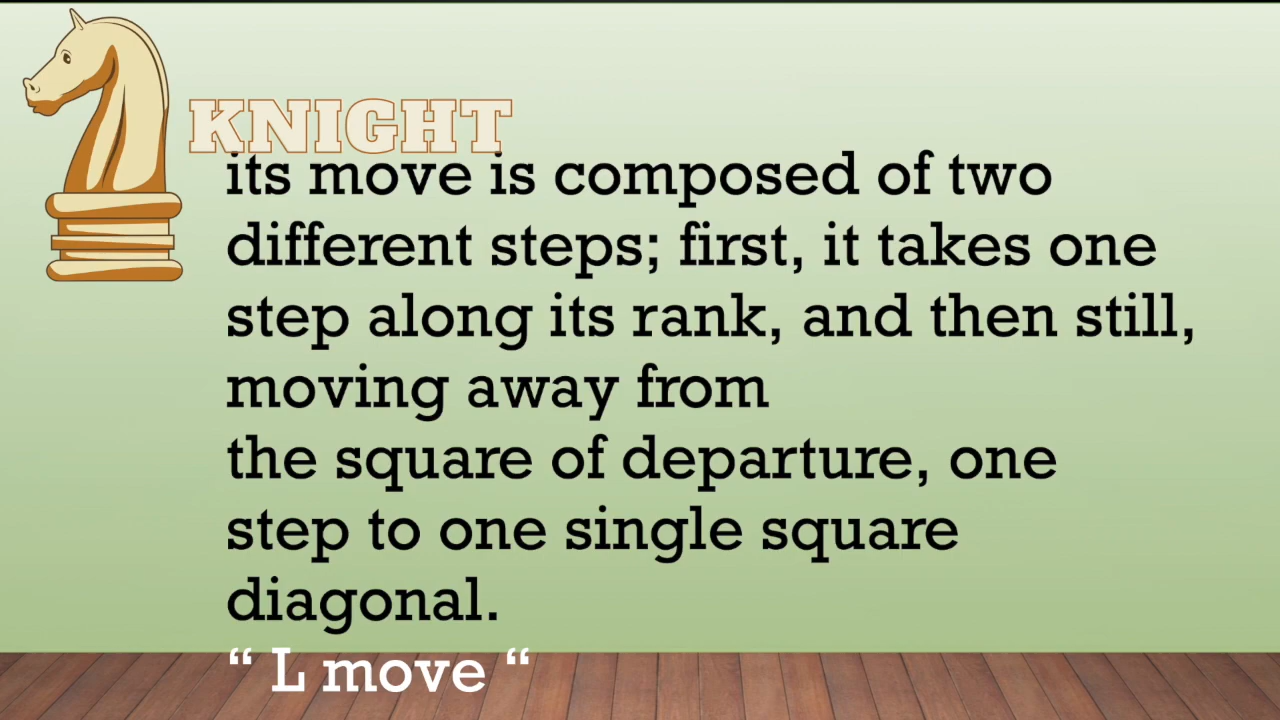 KNIGHT
its move is composed of two
different steps; first, it takes one
step along its rank, and then still,
moving away from
the square of departure, one
step to one single square
diagonal.
“ L move “